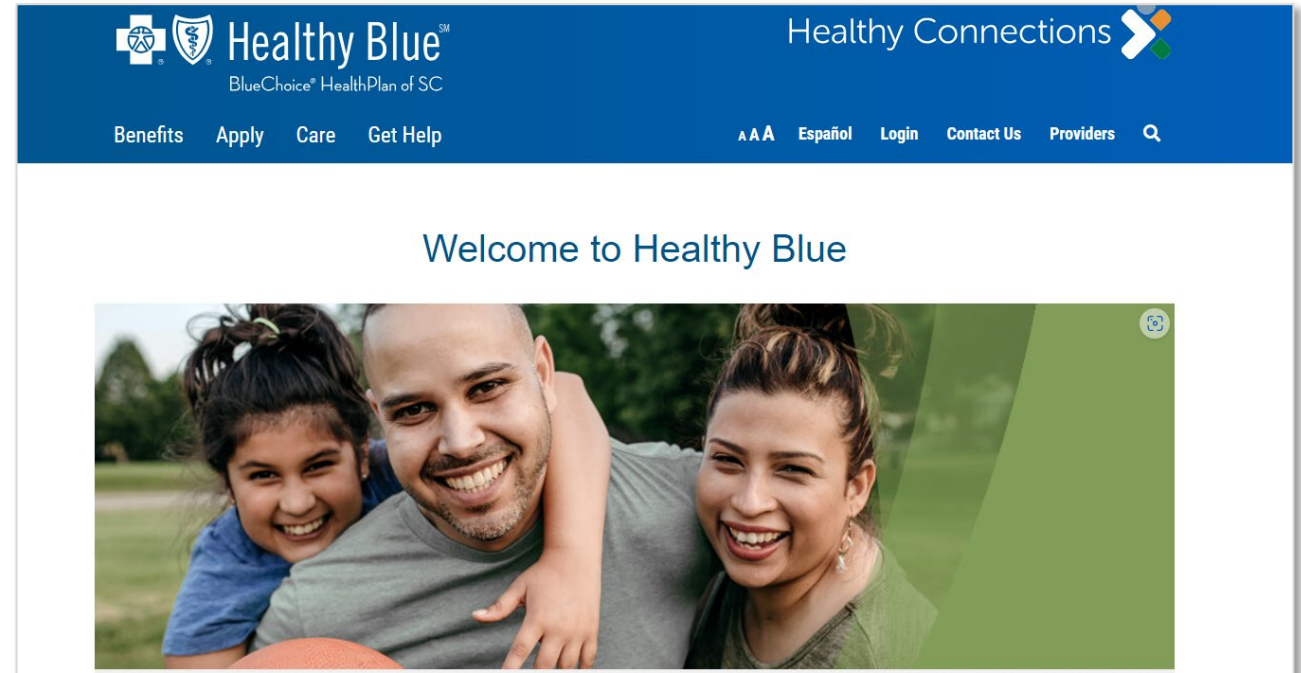 Healthy Blue℠
BlueChoice® HealthPlan of SC
Healthy Connections
Benefits Apply Care Get Help
A A A Español Login Contact Us Providers
Welcome to Healthy Blue